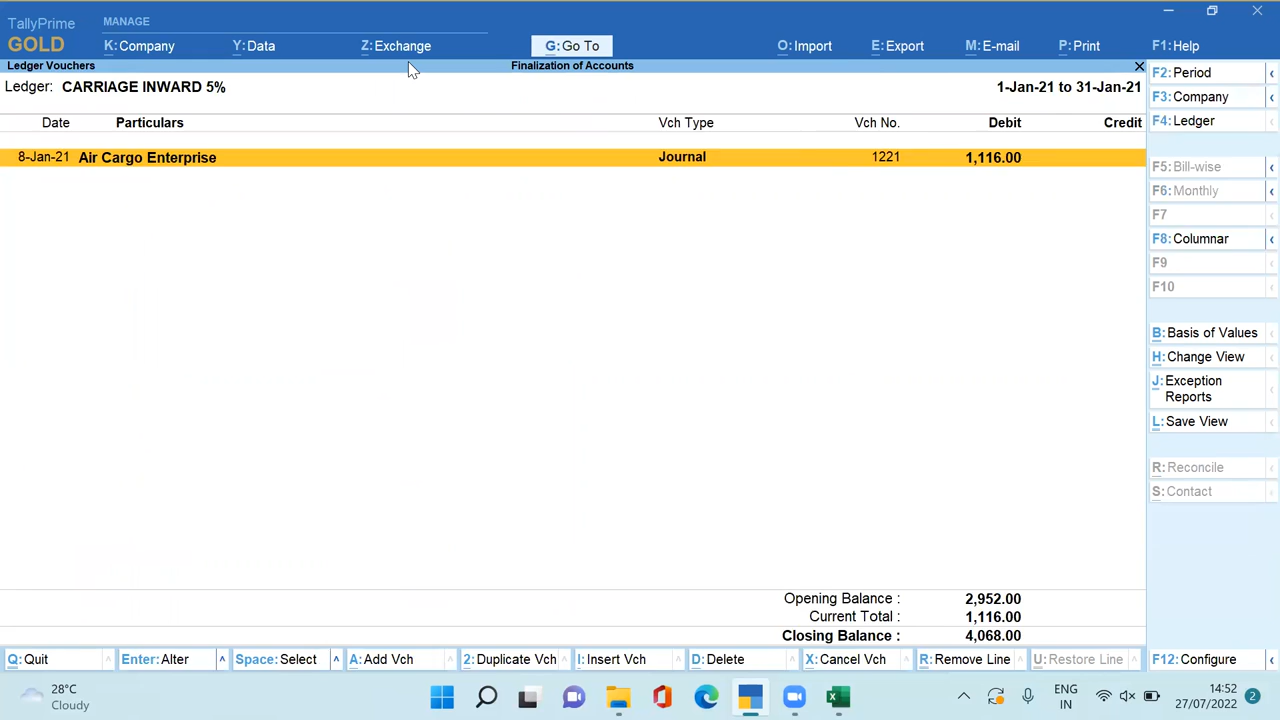 TallyPrime
GOLD
MANAGE
K:Company
Y:Data
Z:Exchange
G:Go To
O:Import
E:Export
M:E-mail
P:Print
F1:Help
Ledger Vouchers
Finalization of Accounts
Ledger: CARRIAGE INWARD 5%
1-Jan-21 to 31-Jan-21
Date Particulars Vch Type Vch No. Debit Credit
8-Jan-21 Air Cargo Enterprise Journal 1221 1,116.00
Opening Balance : 2,952.00
Current Total : 1,116.00
Closing Balance : 4,068.00
F2:Period
F3:Company
F4:Ledger
F5:Bill-wise
F6:Monthly
F7
F8:Columnar
F9
F10
B:Basis of Values
H:Change View
J:Exception
Reports
L:Save View
R:Reconcile
S:Contact
Q:Quit
Enter:Alter
Space:Select
A:Add Vch
2:Duplicate Vch
I:Insert Vch
D:Delete
X:Cancel Vch
R:Remove Line
U:Restore Line
F12:Configure
28°C
Cloudy
ENG
IN
14:52
27/07/2022
2